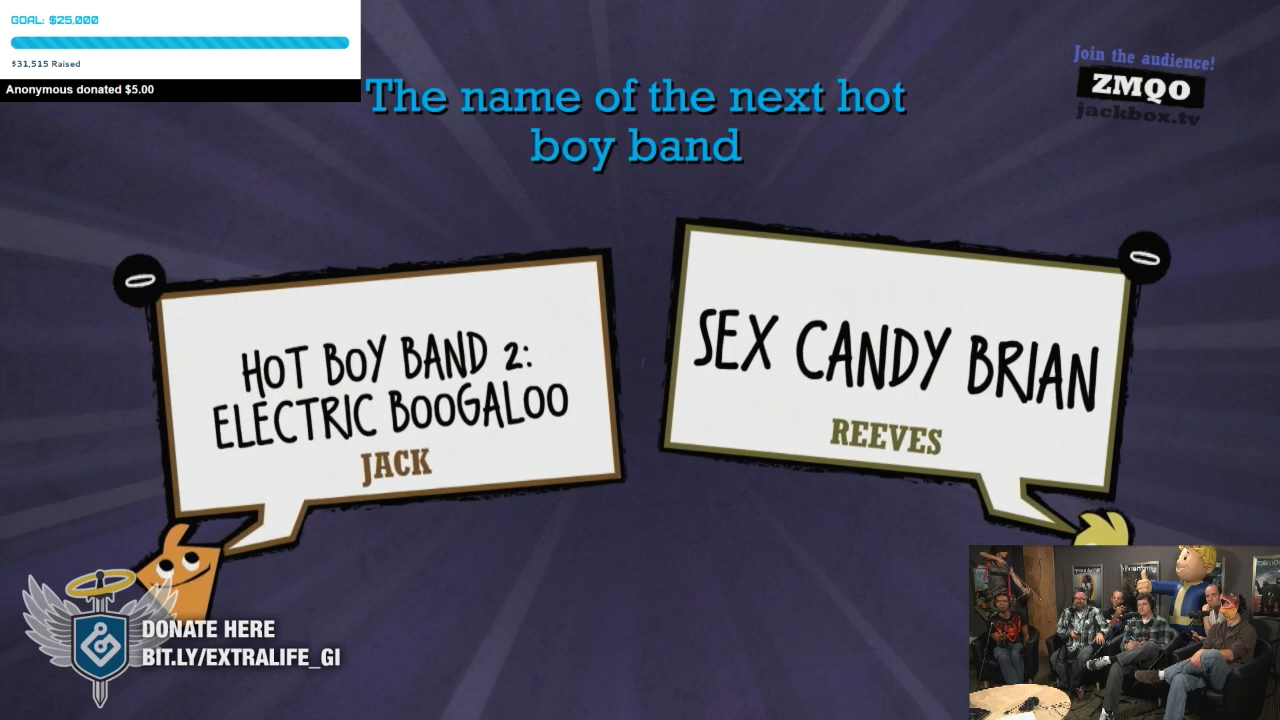 GOAL: $25,000
$31,515 Raised
Anonymous donated $5.00
The name of the next hot
boy band
Join the audience!
ZMQO
jackbox.tv
HOT BOY BAND 2:
ELECTRIC BOOGALOO
JACK
SEX CANDY BRIAN
REEVES
DONATE HERE
BIT.LY/EXTRALIFE_GI